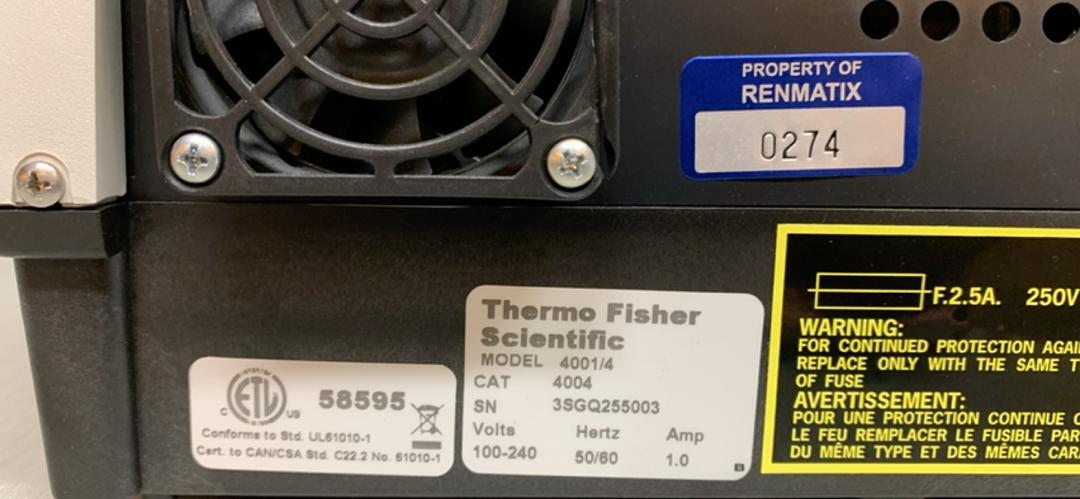 PROPERTY OF
RENMATIX
0274
F.2.5A. 250V
WARNING:
FOR CONTINUED PROTECTION
REPLACE ONLY WITH THE SAME
OF FUSE
AVERTISSEMENT:
POUR UNE PROTECTION CONTINUE
LE FEU REMPLACER LE FUSIBLE PAR
DU MÊME TYPE ET DES MÊMES
Thermo Fisher
Scientific
MODEL 4001/4
CAT 4004
SN 3SGQ255003
Volts Hertz Amp
100-240 50/60 1.0
C ETL US 58595
Conforms to Std. UL61010-1
Cert. to CAN/CSA Std. C22.2 No. 61010-1